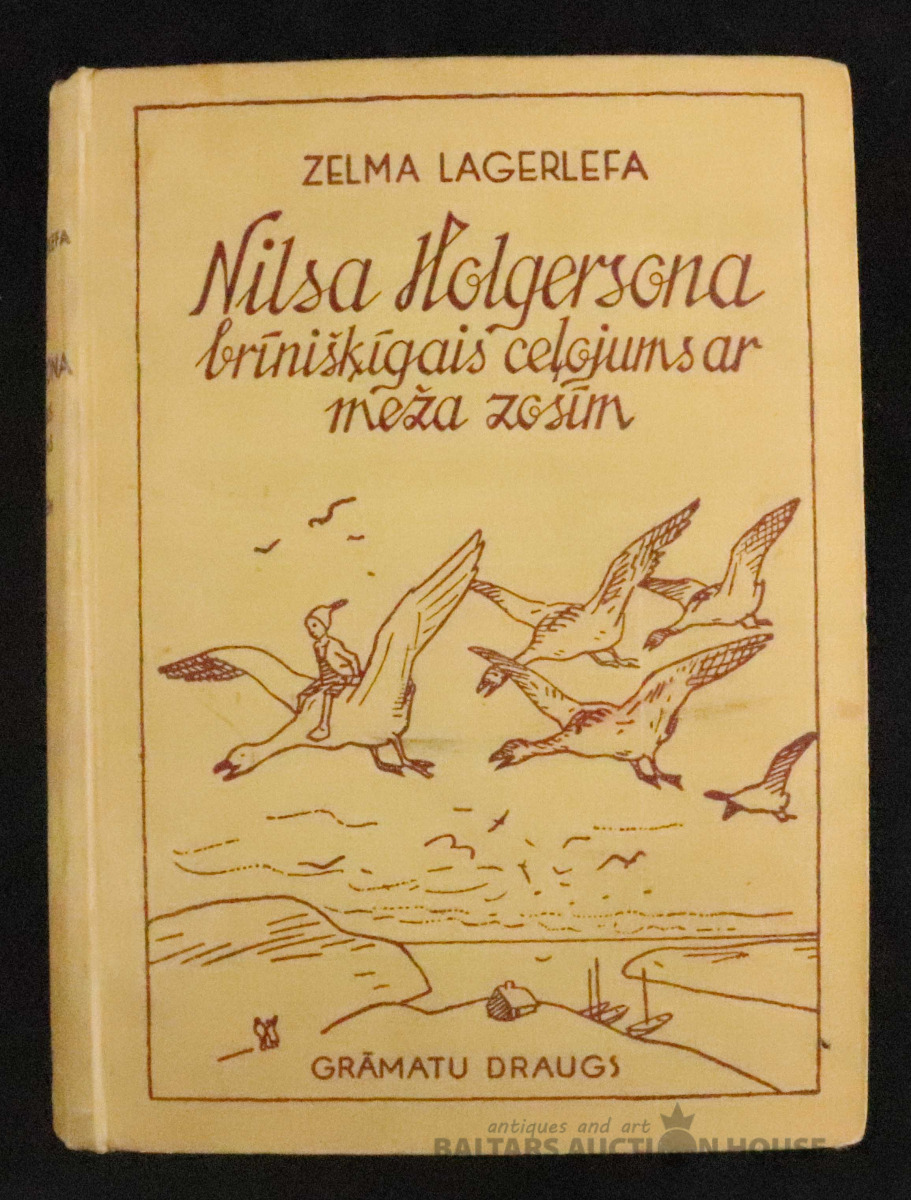 ZELMA LAGERLEFA
Nilsa Holgersona
brīnišķīgais ceļojums ar
meža zosīm
GRĀMATU DRAUGS
antiques and art
BALTARS AUCTION HOUSE